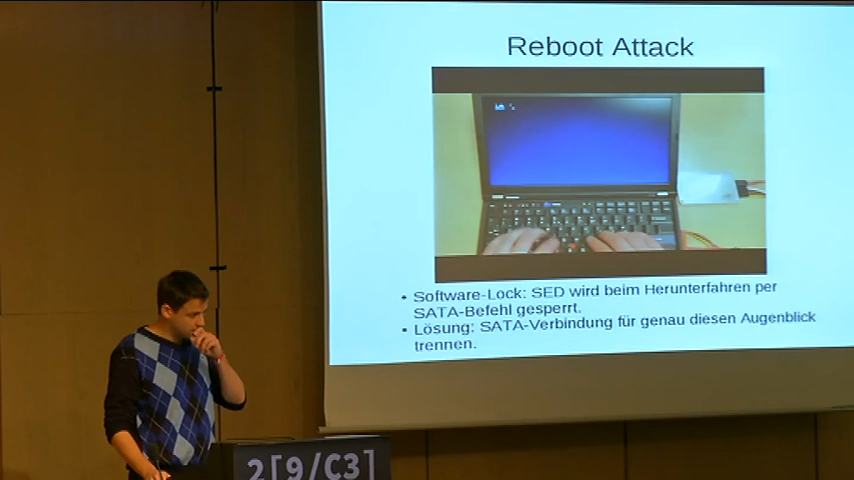 Reboot Attack
• Software-Lock: SED wird beim Herunterfahren per
SATA-Befehl gesperrt.
• Lösung: SATA-Verbindung für genau diesen Augenblick
trennen.
2[9/C3]